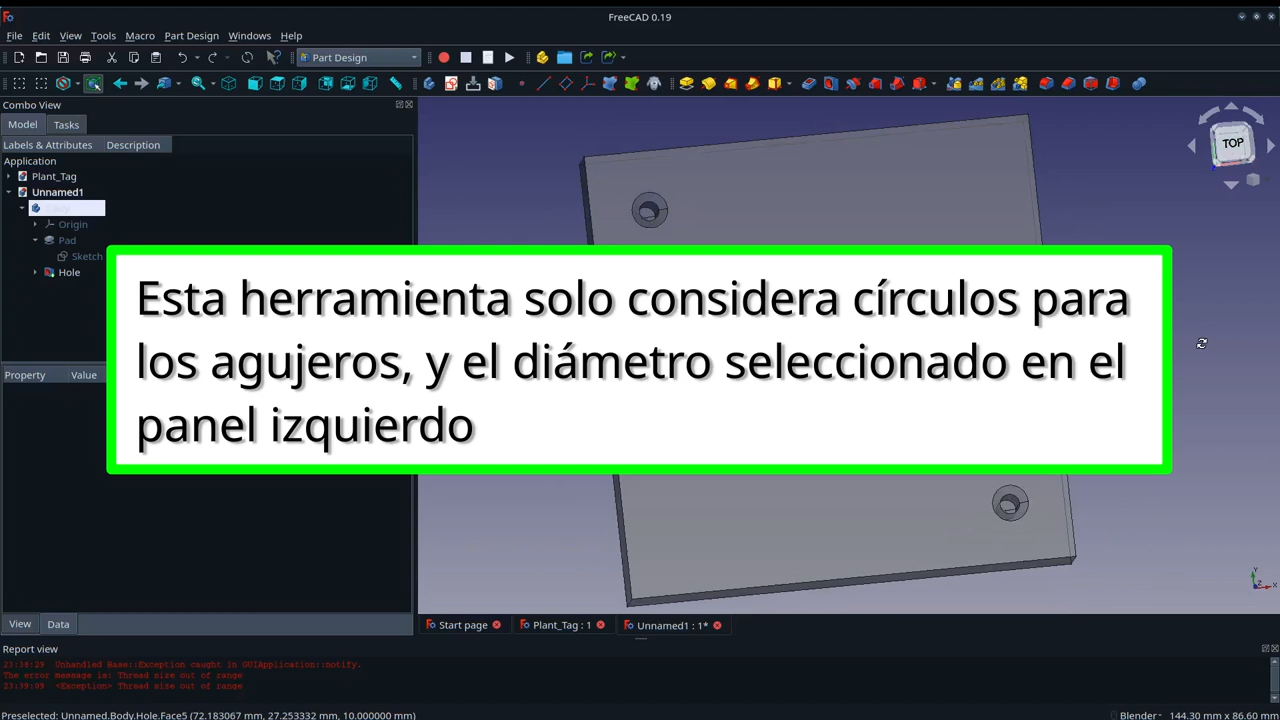 FreeCAD 0.19
File Edit View Tools Macro Part Design Windows Help
Part Design
Combo View
Model Tasks
Labels & Attributes Description
Application
Plant_Tag
Unnamed1
Origin
Pad
Sketch
Hole
TOP
Esta herramienta solo considera círculos para
los agujeros, y el diámetro seleccionado en el
panel izquierdo
Property Value
View Data
Start page Plant_Tag : 1 Unnamed1 : 1*
Report view
23:38:29 Unhandled Base::Exception caught in GUIApplication::notify.
The error message is: Thread size out of range
23:39:09 <Exception> Thread size out of range
Preselected: Unnamed.Body.Hole.Face5 (72.183067 mm, 27.253332 mm, 10.000000 mm)
Blender 144.30 mm x 86.60 mm